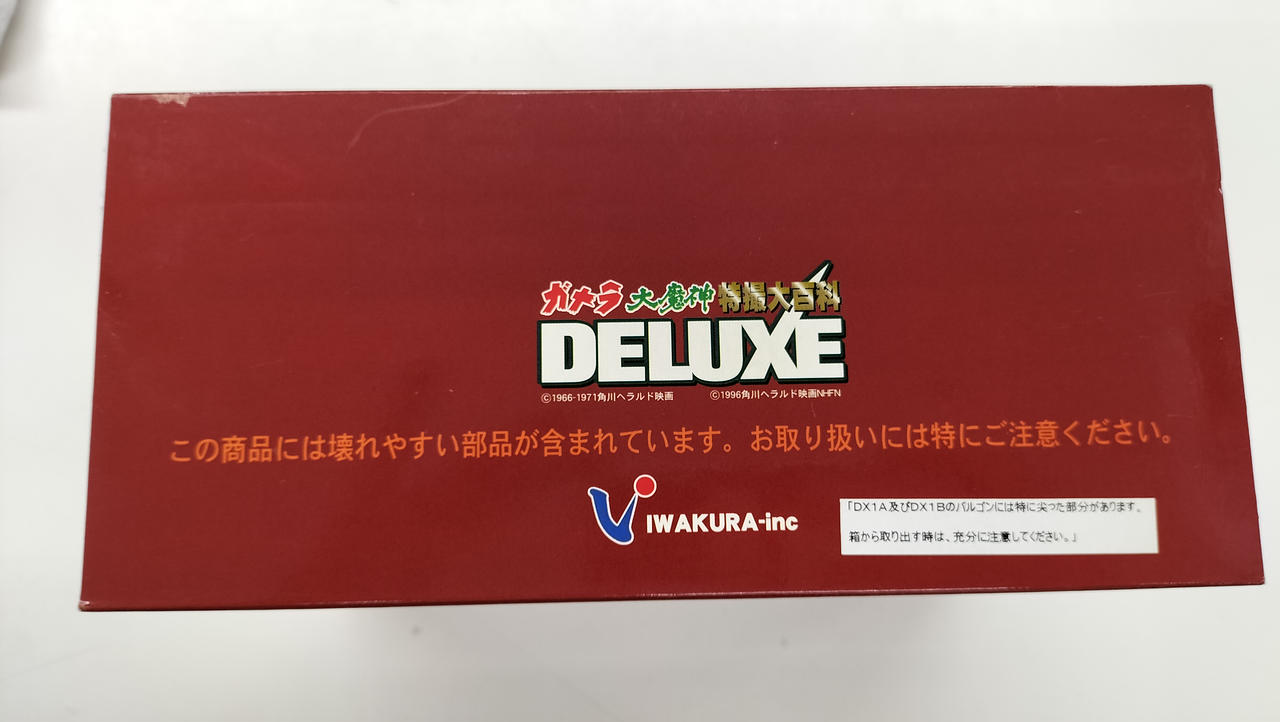 ガメラ 大魔神 特撮大百科
DELUXE
©1966-1971角川ヘラルド映画 ©1996角川ヘラルド映画NHFN
この商品には壊れやすい部品が含まれています。お取り扱いには特にご注意ください。
IWAKURA-inc
「DX1A及びDX1Bのバルゴンには特に尖った部分があります。
箱から取り出す時は、充分に注意してください。」